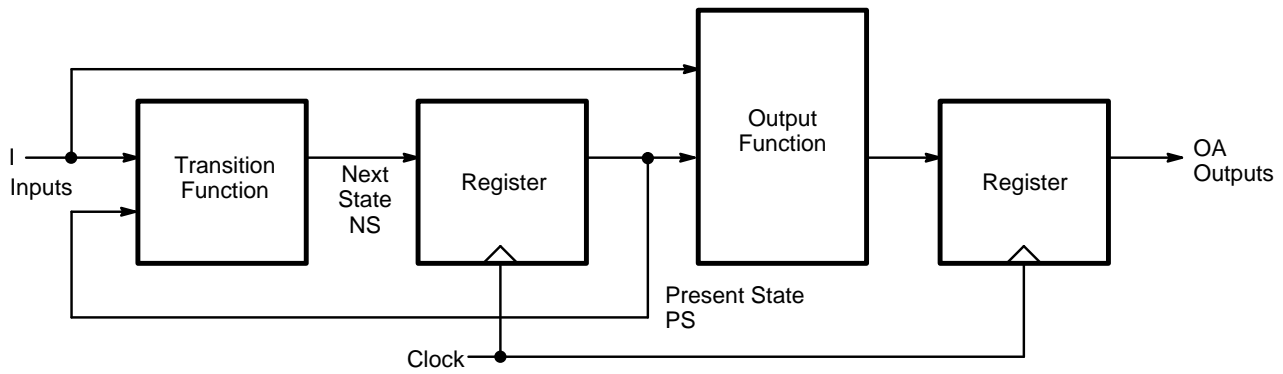 I
Inputs
Transition
Function
Next
State
NS
Register
Output
Function
Present State
PS
Register
OA
Outputs
Clock